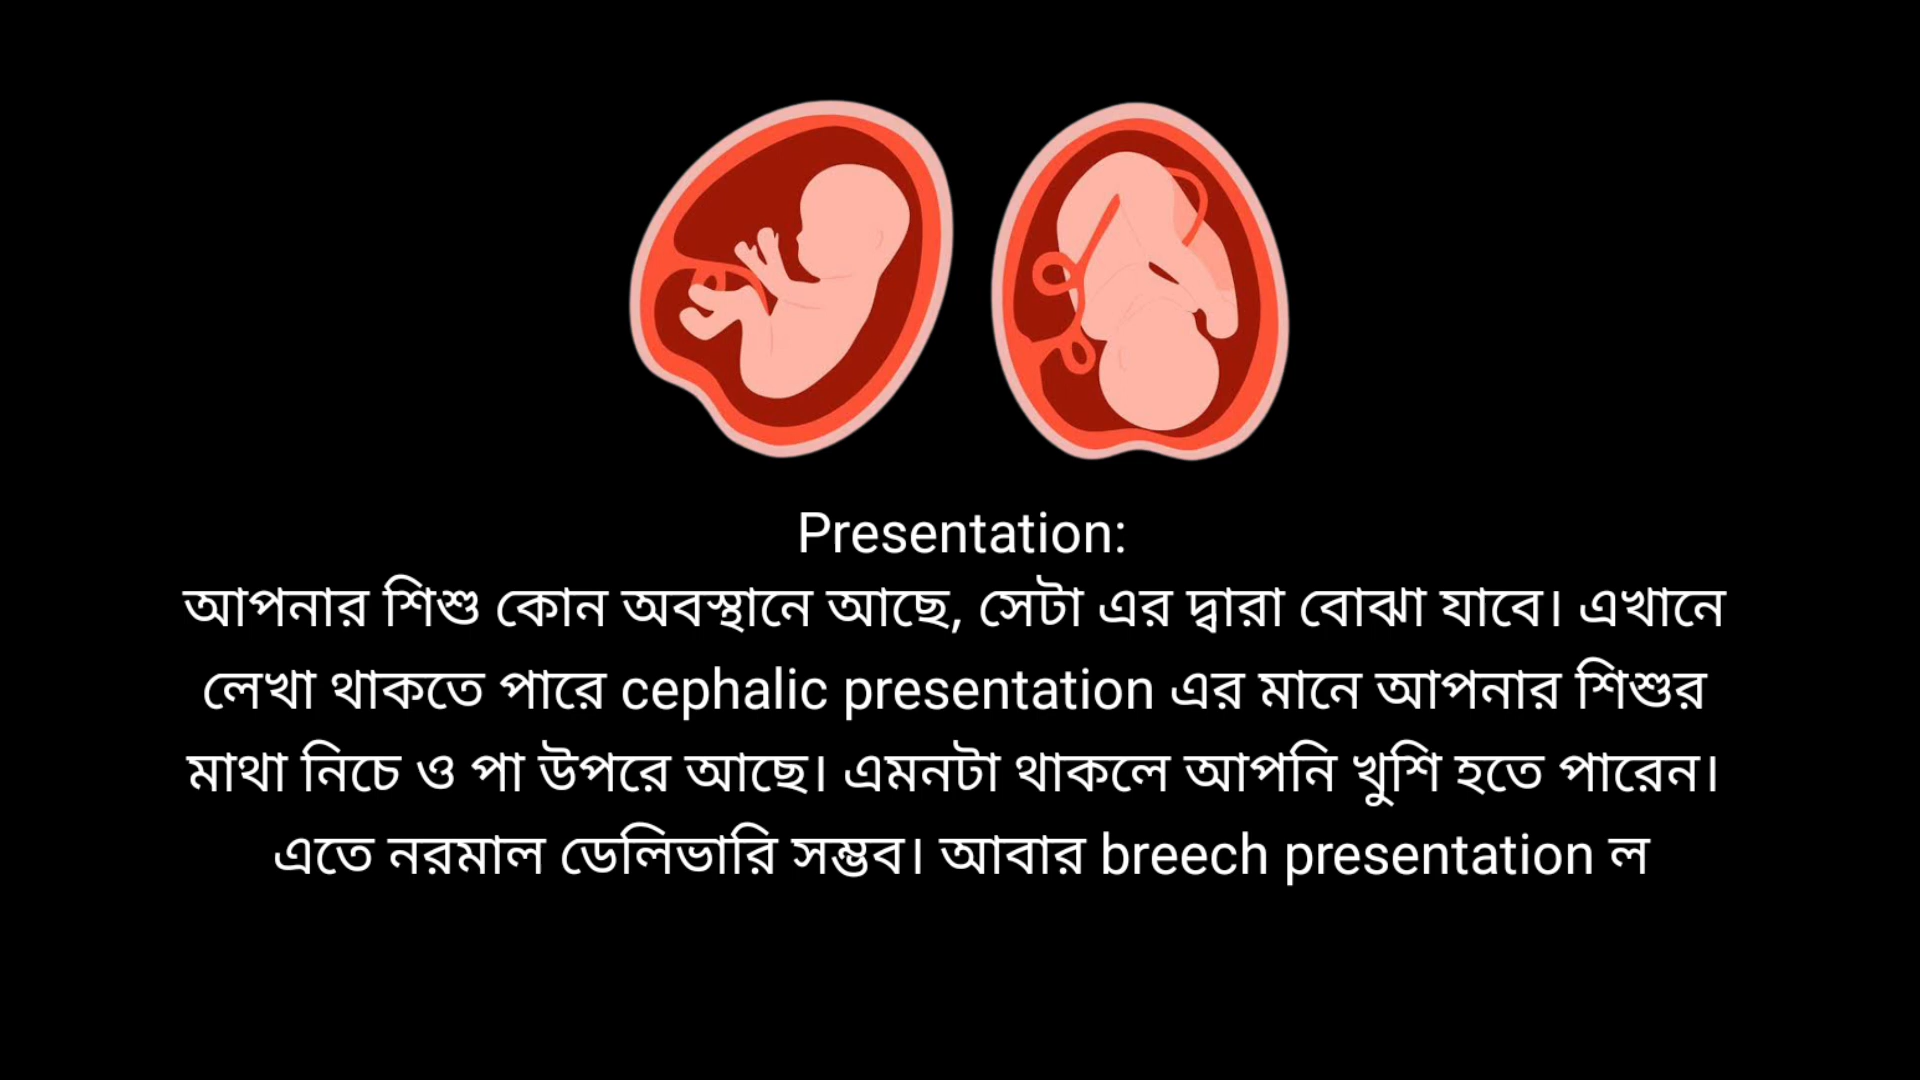 Presentation:
আপনার শিশু কোন অবস্থানে আছে, সেটা এর দ্বারা বোঝা যাবে। এখানে
লেখা থাকতে পারে cephalic presentation এর মানে আপনার শিশুর
মাথা নিচে ও পা উপরে আছে। এমনটা থাকলে আপনি খুশি হতে পারেন।
এতে নরমাল ডেলিভারি সম্ভব। আবার breech presentation ল